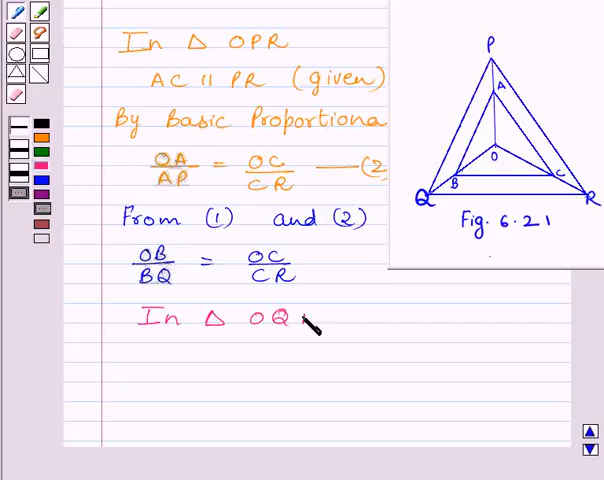 In △ OPR
AC || PR (given)
By Basic Proportiona
OA/AP = OC/CR —(2
From (1) and (2)
OB/BQ = OC/CR
In △ OQ
P
A
O
B
C
Q
R
Fig. 6.21